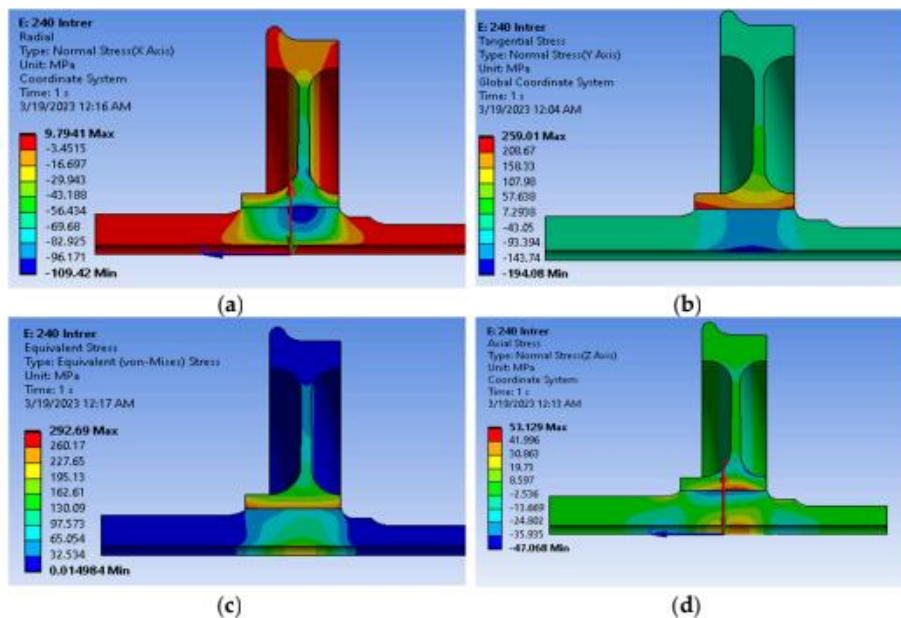 E: 240 Intrer
Radial
Type: Normal Stress(X Axis)
Unit: MPa
Coordinate System
Time: 1 s
3/19/2023 12:16 AM
9.7941 Max
-3.4515
-16.697
-29.943
-43.188
-56.434
-69.68
-82.925
-96.171
-109.42 Min
(a)
E: 240 Intrer
Tangential Stress
Type: Normal Stress(Y Axis)
Unit: MPa
Global Coordinate System
Time: 1 s
3/19/2023 12:04 AM
259.01 Max
208.67
158.33
107.98
57.638
7.2938
-43.05
-93.394
-143.74
-194.08 Min
(b)
E: 240 Intrer
Equivalent Stress
Type: Equivalent (von-Mises) Stress
Unit: MPa
Time: 1 s
3/19/2023 12:17 AM
292.69 Max
260.17
227.65
195.13
162.61
130.09
97.573
65.054
32.534
0.014984 Min
(c)
E: 240 Intrer
Axial Stress
Type: Normal Stress(Z Axis)
Unit: MPa
Coordinate System
Time: 1 s
3/19/2023 12:13 AM
53.129 Max
41.996
30.863
19.73
8.597
-2.536
-13.669
-24.802
-35.935
-47.068 Min
(d)